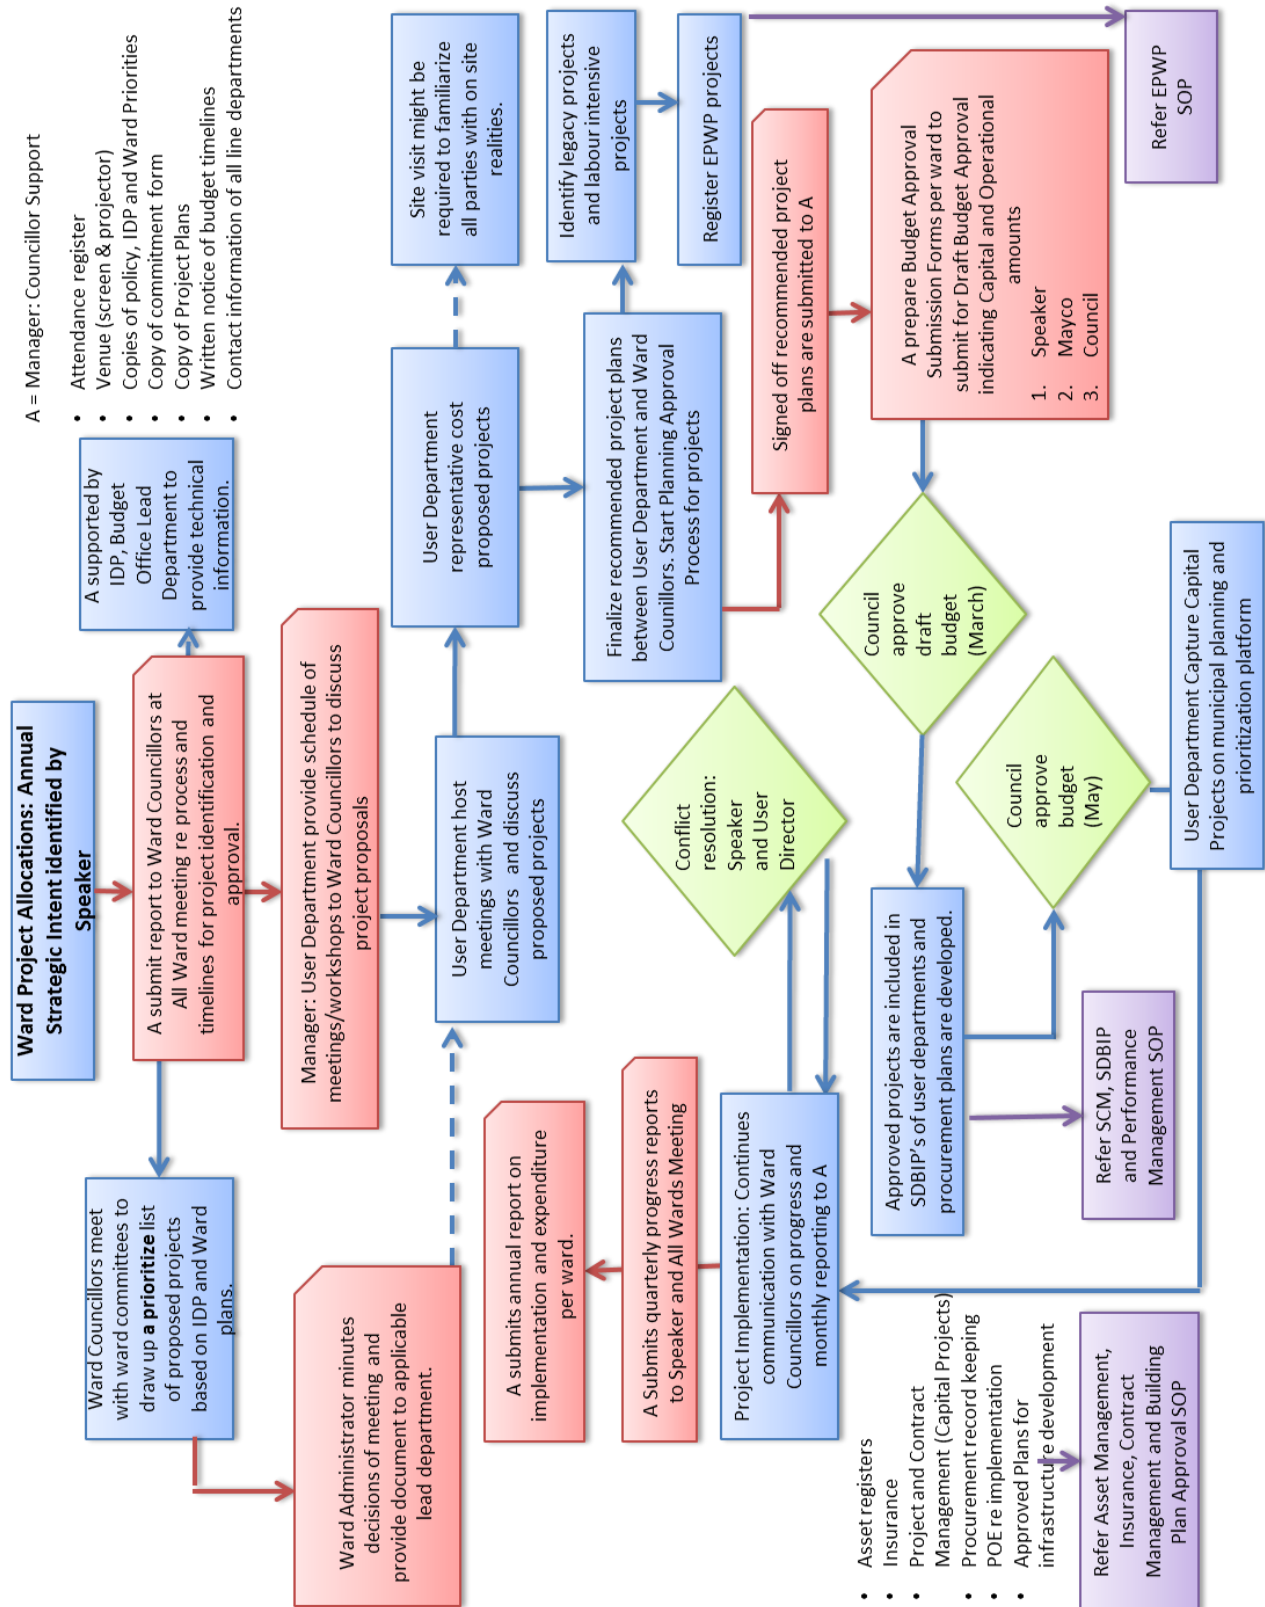 Ward Project Allocations: Annual
Strategic Intent identified by
Speaker
A = Manager: Councillor Support
• Attendance register
• Venue (screen & projector)
• Copies of policy, IDP and Ward Priorities
• Copy of commitment form
• Copy of Project Plans
• Written notice of budget timelines
• Contact information of all line departments
Ward Councillors meet
with ward committees to
draw up a prioritize list
of proposed projects
based on IDP and Ward
plans.
A submit report to Ward Councillors at
All Ward meeting re process and
timelines for project identification and
approval.
A supported by
IDP, Budget
Office Lead
Department to
provide technical
information.
Manager: User Department provide schedule of
meetings/workshops to Ward Councillors to discuss
project proposals
Ward Administrator minutes
decisions of meeting and
provide document to applicable
lead department.
User Department host
meetings with Ward
Councillors and discuss
proposed projects
User Department
representative cost
proposed projects
Site visit might be
required to familiarize
all parties with on site
realities.
A submits annual report on
implementation and expenditure
per ward.
Finalize recommended project plans
between User Department and Ward
Counillors. Start Planning Approval
Process for projects
Identify legacy projects
and labour intensive
projects
Register EPWP projects
A Submits quarterly progress reports
to Speaker and All Wards Meeting
Conflict
resolution:
Speaker
and User
Director
Signed off recommended project
plans are submitted to A
Project Implementation: Continues
communication with Ward
Councillors on progress and
monthly reporting to A
Council
approve
draft
budget
(March)
A prepare Budget Approval
Submission Forms per ward to
submit for Draft Budget Approval
indicating Capital and Operational
amounts
1. Speaker
2. Mayco
3. Council
• Asset registers
• Insurance
• Project and Contract
Management (Capital Projects)
• Procurement record keeping
• POE re implementation
• Approved Plans for
infrastructure development
Approved projects are included in
SDBIP's of user departments and
procurement plans are developed.
Council
approve
budget
(May)
Refer EPWP
SOP
Refer Asset Management,
Insurance, Contract
Management and Building
Plan Approval SOP
Refer SCM, SDBIP
and Performance
Management SOP
User Department Capture Capital
Projects on municipal planning and
prioritization platform